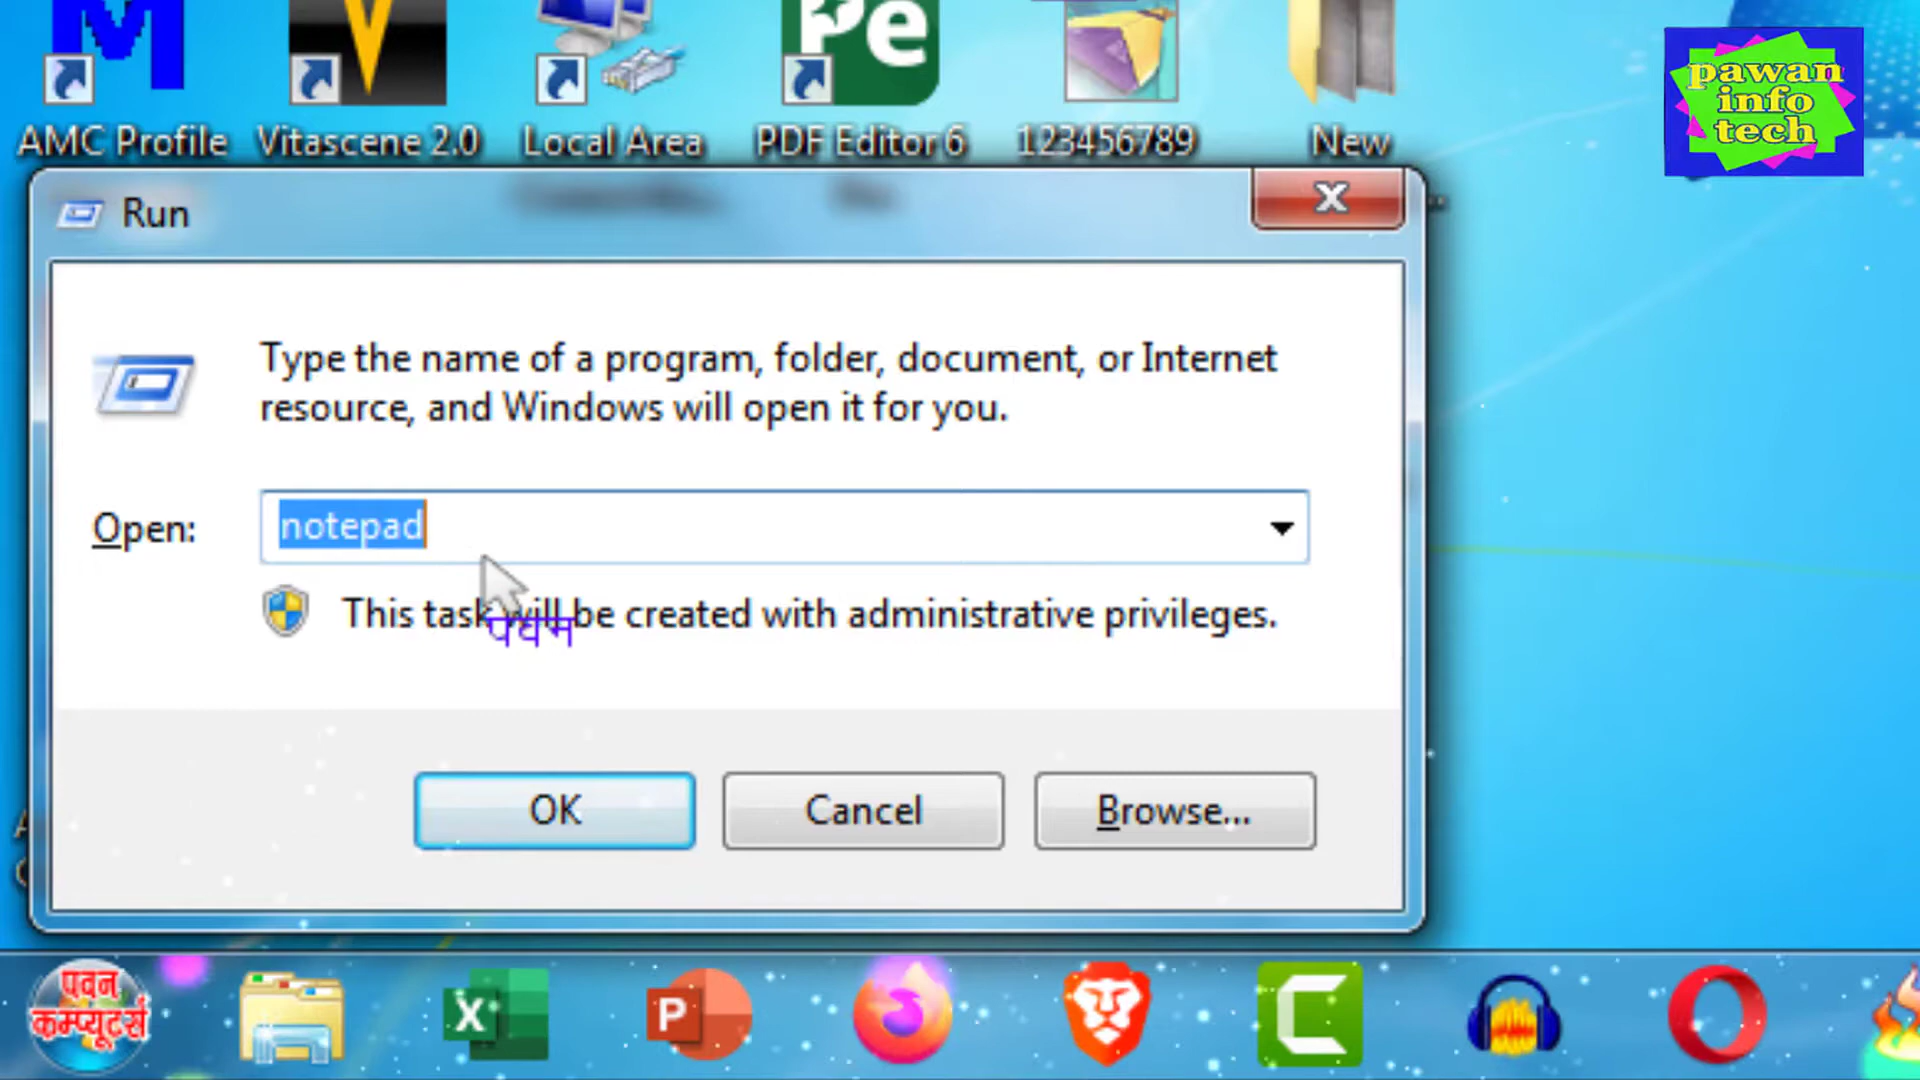 AMC Profile
Vitascene 2.0
Local Area
PDF Editor 6
123456789
New
pawan
info
tech
Run
Type the name of a program, folder, document, or Internet
resource, and Windows will open it for you.
Open:
notepad
This task will be created with administrative privileges.
पवन
OK
Cancel
Browse...
पवन
कम्प्यूटर्स